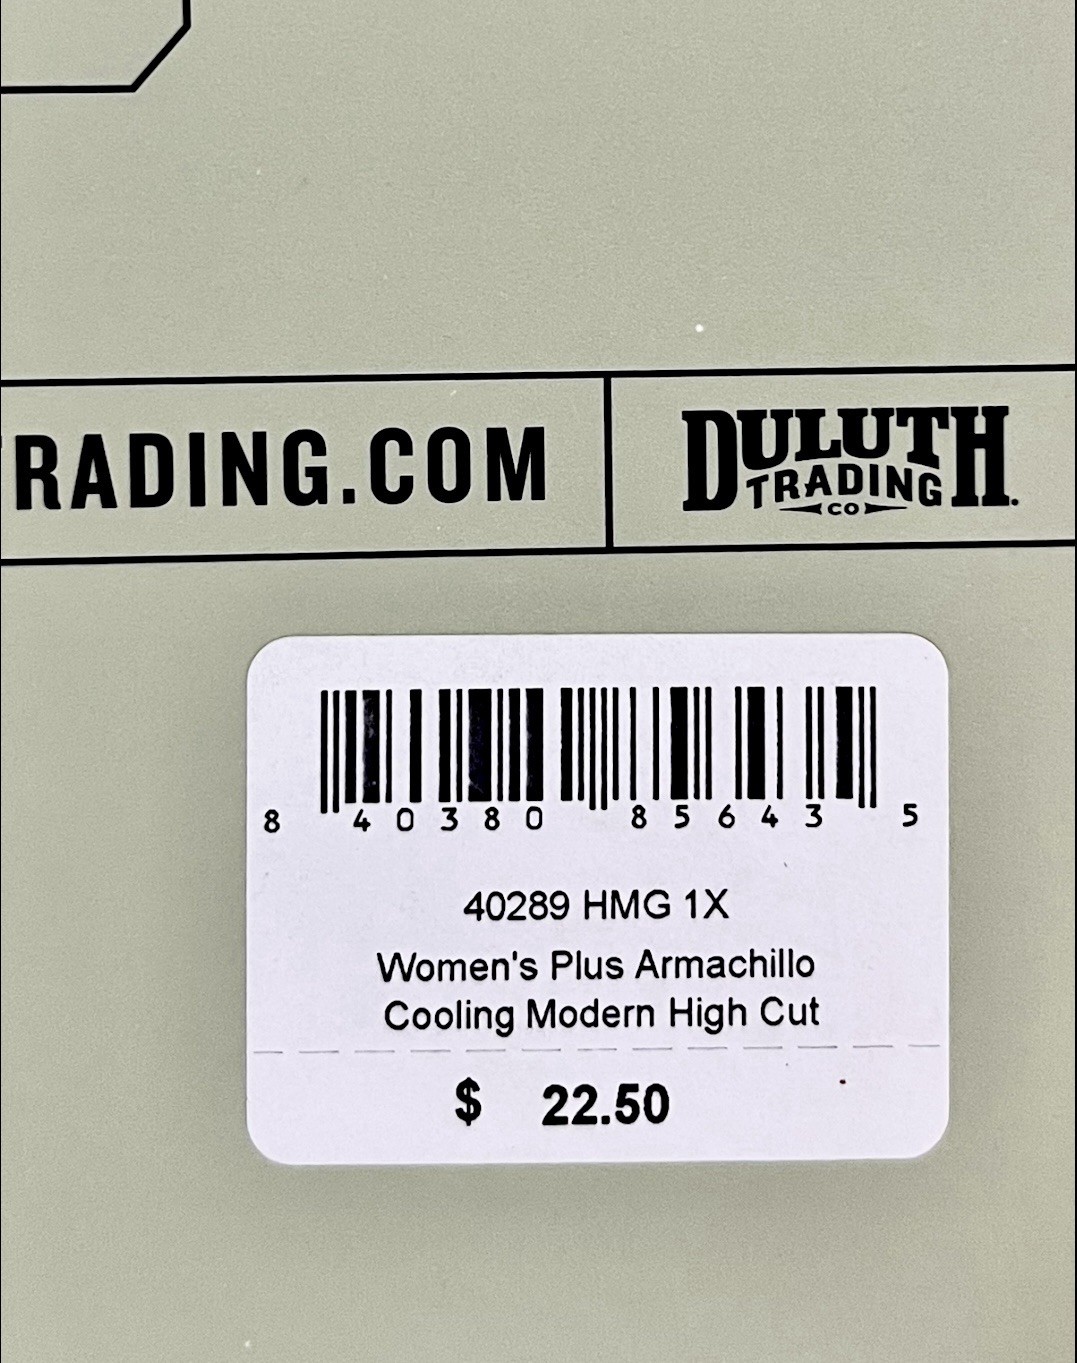 RADING.COM
DULUTH
TRADING
CO
8 40380 85643 5
40289 HMG 1X
Women's Plus Armachillo
Cooling Modern High Cut
$ 22.50